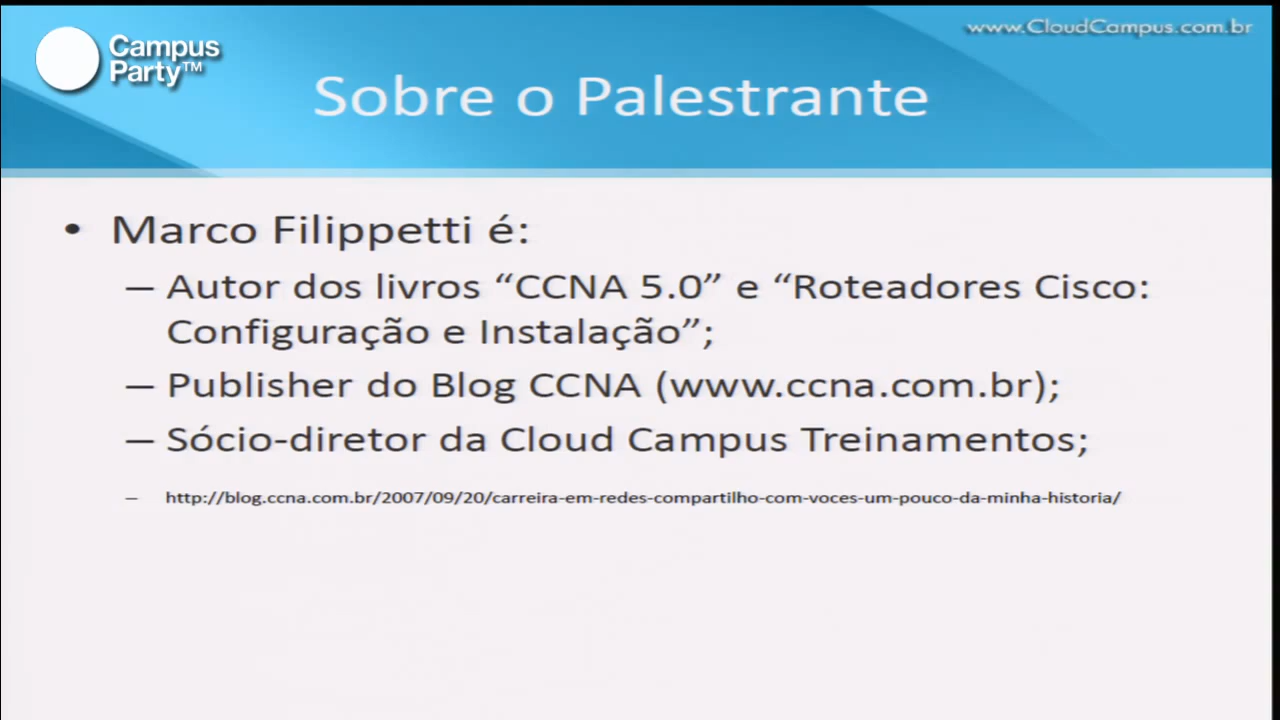 www.CloudCampus.com.br
Campus
Party™
Sobre o Palestrante
• Marco Filippetti é:
– Autor dos livros “CCNA 5.0” e “Roteadores Cisco:
Configuração e Instalação”;
– Publisher do Blog CCNA (www.ccna.com.br);
– Sócio-diretor da Cloud Campus Treinamentos;
– http://blog.ccna.com.br/2007/09/20/carreira-em-redes-compartilho-com-voces-um-pouco-da-minha-historia/